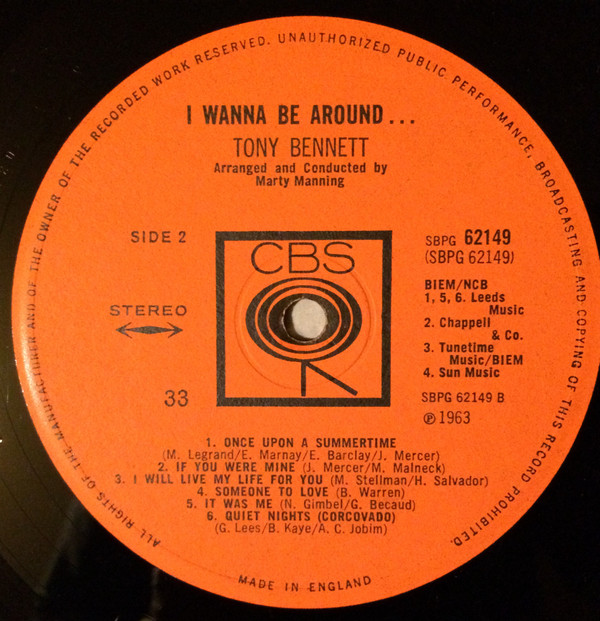 ALL RIGHTS OF THE MANUFACTURER AND OF THE OWNER OF THE RECORDED WORK RESERVED. UNAUTHORIZED PUBLIC PERFORMANCE, BROADCASTING AND COPYING OF THIS RECORD PROHIBITED.
I WANNA BE AROUND...
TONY BENNETT
Arranged and Conducted by
Marty Manning
SIDE 2
STEREO
33
CBS
SBPG 62149
(SBPG 62149)
BIEM/NCB
1, 5, 6. Leeds
Music
2. Chappell
& Co.
3. Tunetime
Music/BIEM
4. Sun Music
SBPG 62149 B
℗ 1963
1. ONCE UPON A SUMMERTIME
(M. Legrand/E. Marnay/E. Barclay/J. Mercer)
2. IF YOU WERE MINE (J. Mercer/M. Malneck)
3. I WILL LIVE MY LIFE FOR YOU (M. Stellman/H. Salvador)
4. SOMEONE TO LOVE (B. Warren)
5. IT WAS ME (N. Gimbel/G. Becaud)
6. QUIET NIGHTS (CORCOVADO)
(G. Lees/B. Kaye/A. C. Jobim)
MADE IN ENGLAND